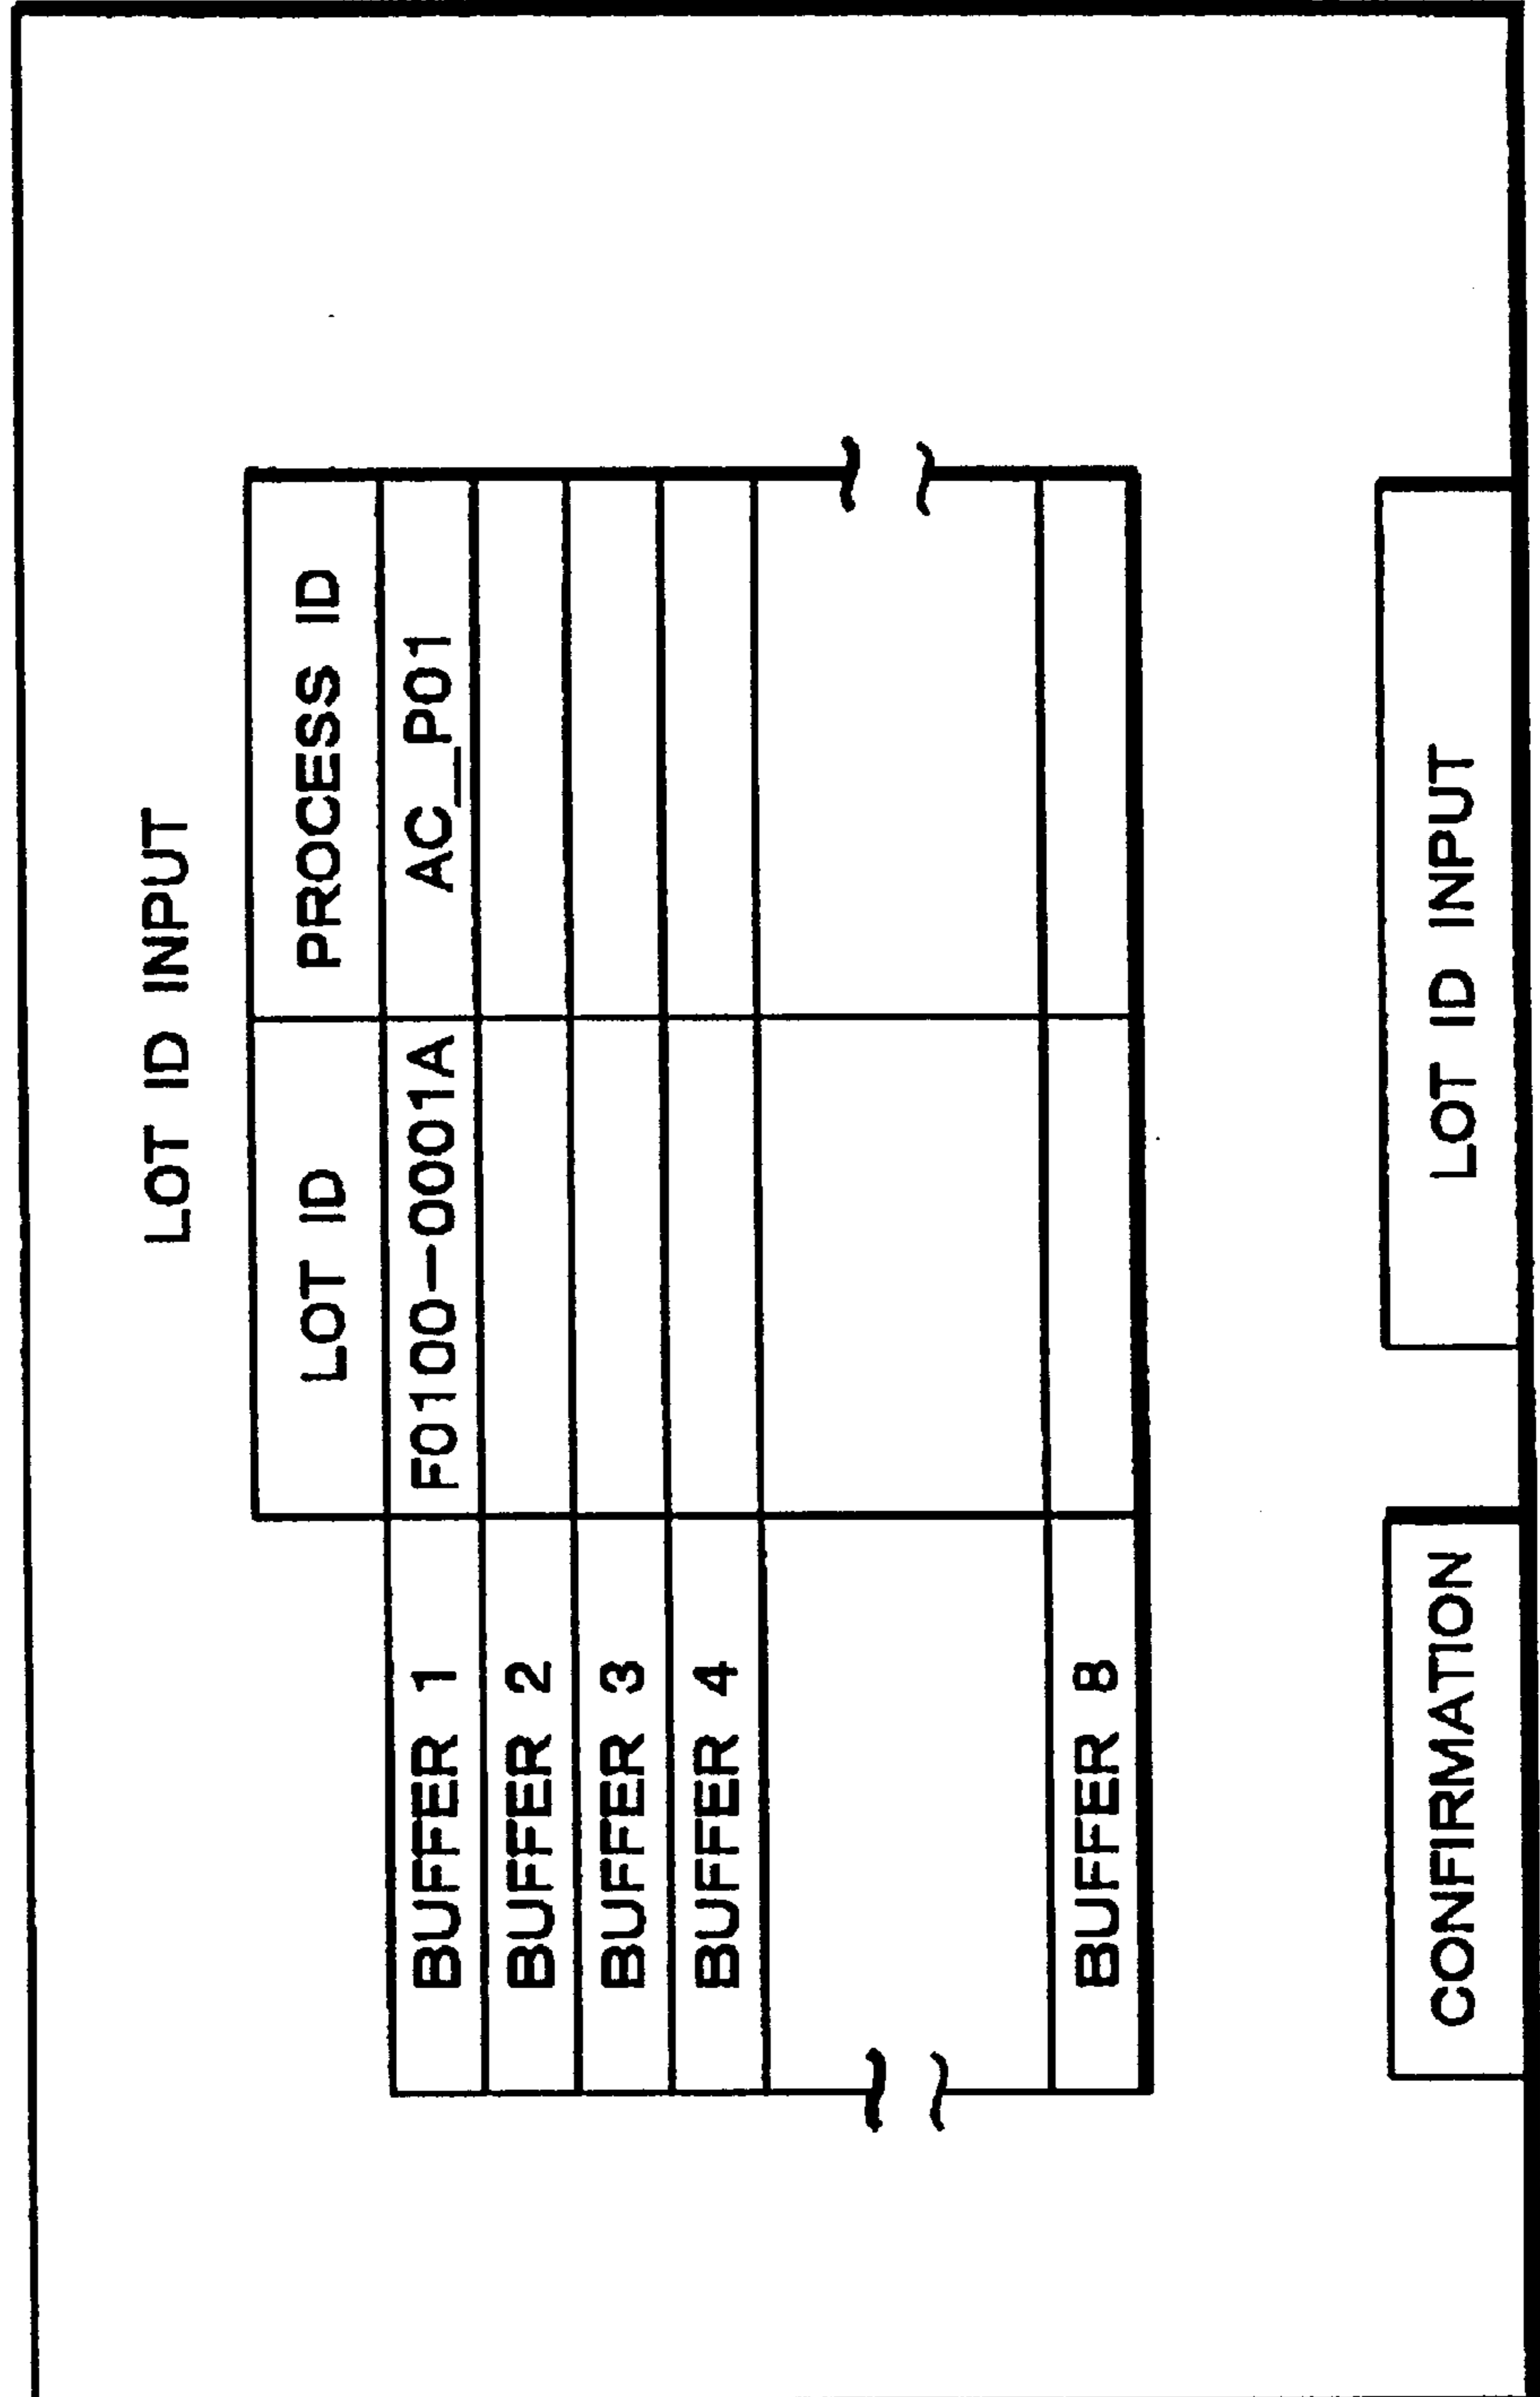 LOT ID INPUT
LOT ID PROCESS ID
BUFFER 1 F0100-0001A AC_P01
BUFFER 2
BUFFER 3
BUFFER 4
BUFFER 8
CONFIRMATION LOT ID INPUT